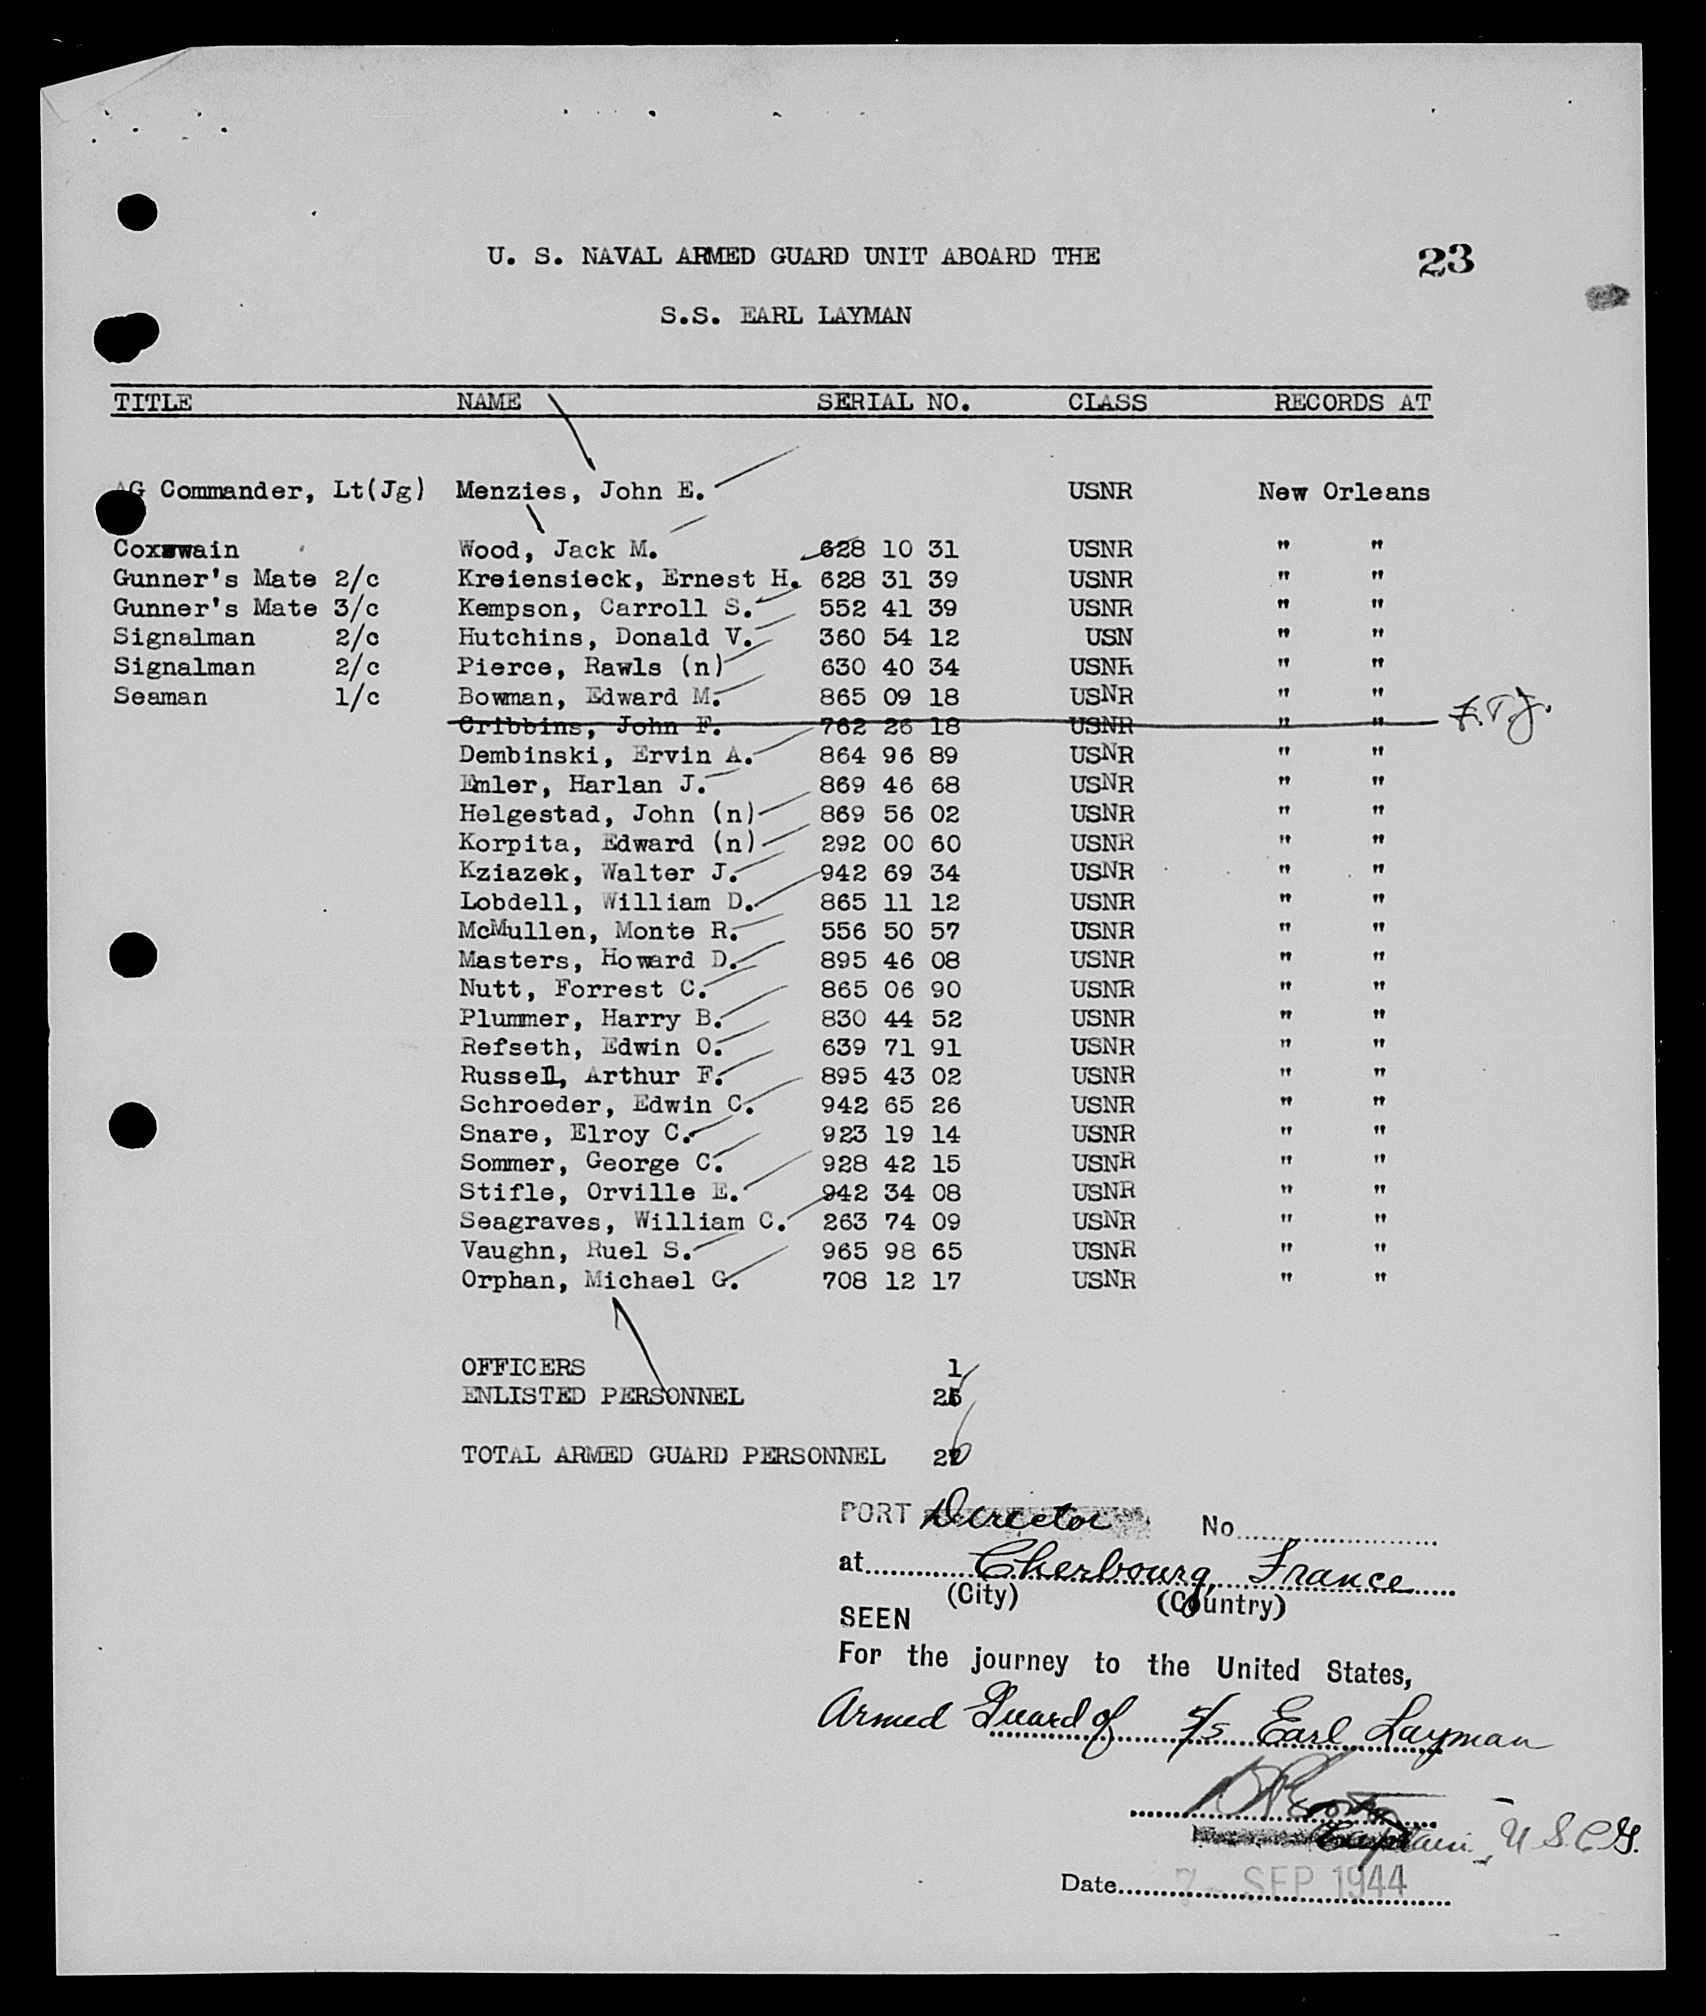 U. S. NAVAL ARMED GUARD UNIT ABOARD THE
23
S.S. EARL LAYMAN
TITLE NAME SERIAL NO. CLASS RECORDS AT
AG Commander, Lt(Jg) Menzies, John E. USNR New Orleans
Coxswain Wood, Jack M. 628 10 31 USNR " "
Gunner's Mate 2/c Kreiensieck, Ernest H. 628 31 39 USNR " "
Gunner's Mate 3/c Kempson, Carroll S. 552 41 39 USNR " "
Signalman 2/c Hutchins, Donald V. 360 54 12 USN " "
Signalman 2/c Pierce, Rawls (n) 630 40 34 USNR " "
Seaman 1/c Bowman, Edward M. 865 09 18 USNR " "
Cribbins, John F. 762 26 18 USNR " "
Dembinski, Ervin A. 864 96 89 USNR " "
Emler, Harlan J. 869 46 68 USNR " "
Helgestad, John (n) 869 56 02 USNR " "
Korpita, Edward (n) 292 00 60 USNR " "
Kziazek, Walter J. 942 69 34 USNR " "
Lobdell, William D. 865 11 12 USNR " "
McMullen, Monte R. 556 50 57 USNR " "
Masters, Howard D. 895 46 08 USNR " "
Nutt, Forrest C. 865 06 90 USNR " "
Plummer, Harry B. 830 44 52 USNR " "
Refseth, Edwin O. 639 71 91 USNR " "
Russell, Arthur F. 895 43 02 USNR " "
Schroeder, Edwin C. 942 65 26 USNR " "
Snare, Elroy C. 923 19 14 USNR " "
Sommer, George C. 928 42 15 USNR " "
Stifle, Orville E. 942 34 08 USNR " "
Seagraves, William C. 263 74 09 USNR " "
Vaughn, Ruel S. 965 98 65 USNR " "
Orphan, Michael G. 708 12 17 USNR " "
OFFICERS 1
ENLISTED PERSONNEL 25
TOTAL ARMED GUARD PERSONNEL 26
PORT Director No
at Cherbourg, France
(City) (Country)
SEEN
For the journey to the United States,
Armed Guard of S/S Earl Layman
Captain, U.S.C.G.
Date 7 - SEP 1944